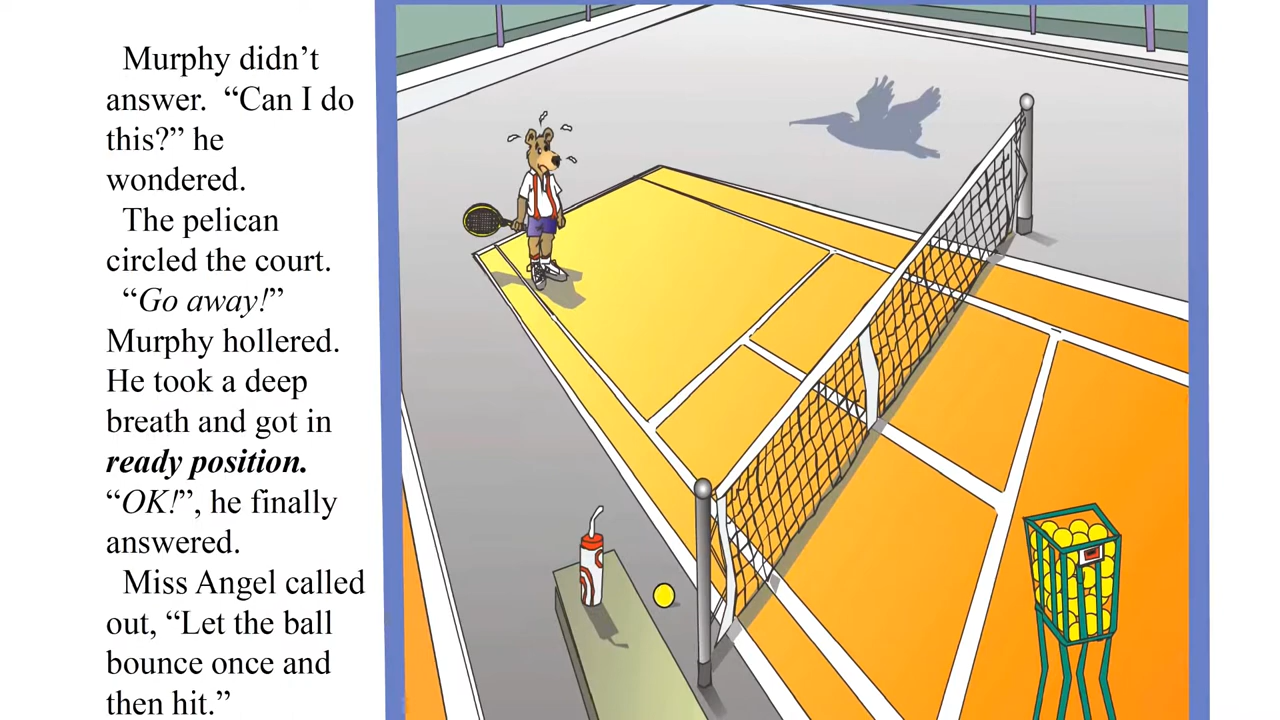 Murphy didn’t
answer.  “Can I do
this?” he
wondered.
The pelican
circled the court.
“Go away!”
Murphy hollered.
He took a deep
breath and got in
ready position.
“OK!”, he finally
answered.
Miss Angel called
out, “Let the ball
bounce once and
then hit.”